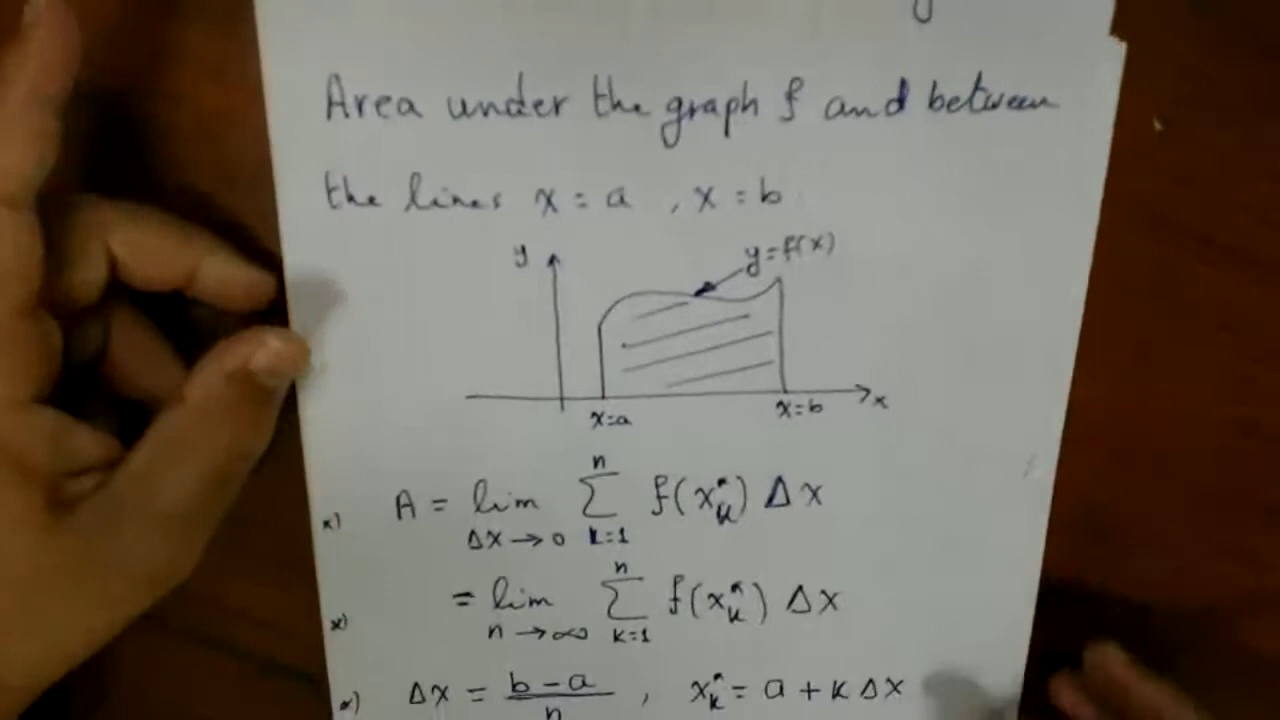 Area under the graph f and between
the lines x = a , x = b
y
y=f(x)
x
x=a
x=b
*) A = lim Δx→0 n Σ k=1 f(x*k) Δx
*) = lim n→∞ n Σ k=1 f(x*k) Δx
*) Δx = b-a / n , x*k = a + k Δx